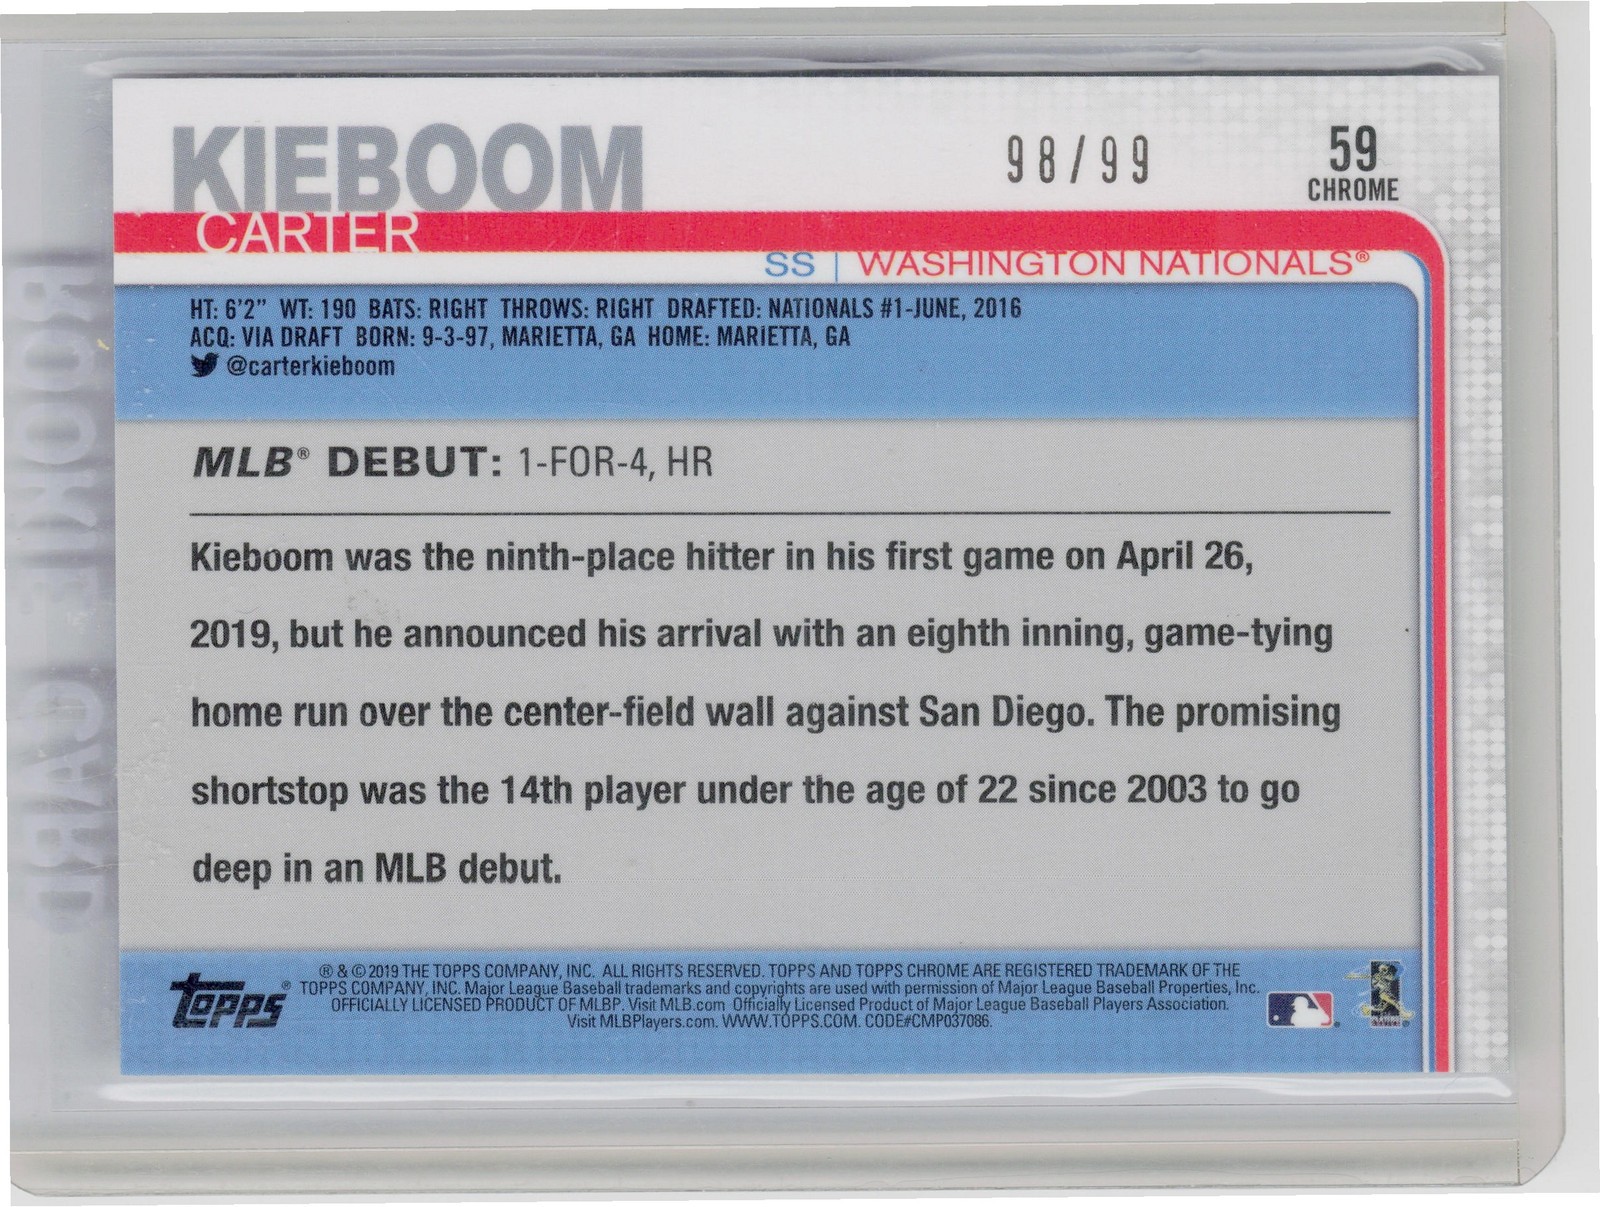 KIEBOOM
98/99
59
CHROME
CARTER
SS | WASHINGTON NATIONALS®
HT: 6'2" WT: 190 BATS: RIGHT THROWS: RIGHT DRAFTED: NATIONALS #1-JUNE, 2016
ACQ: VIA DRAFT BORN: 9-3-97, MARIETTA, GA HOME: MARIETTA, GA
@carterkieboom
MLB® DEBUT: 1-FOR-4, HR
Kieboom was the ninth-place hitter in his first game on April 26,
2019, but he announced his arrival with an eighth inning, game-tying
home run over the center-field wall against San Diego. The promising
shortstop was the 14th player under the age of 22 since 2003 to go
deep in an MLB debut.
topps®
® & © 2019 THE TOPPS COMPANY, INC. ALL RIGHTS RESERVED. TOPPS AND TOPPS CHROME ARE REGISTERED TRADEMARK OF THE
TOPPS COMPANY, INC. Major League Baseball trademarks and copyrights are used with permission of Major League Baseball Properties, Inc.
OFFICIALLY LICENSED PRODUCT OF MLBP. Visit MLB.com Officially Licensed Product of Major League Baseball Players Association.
Visit MLBPlayers.com. WWW.TOPPS.COM. CODE#CMP037086.
ROOKIE CARD